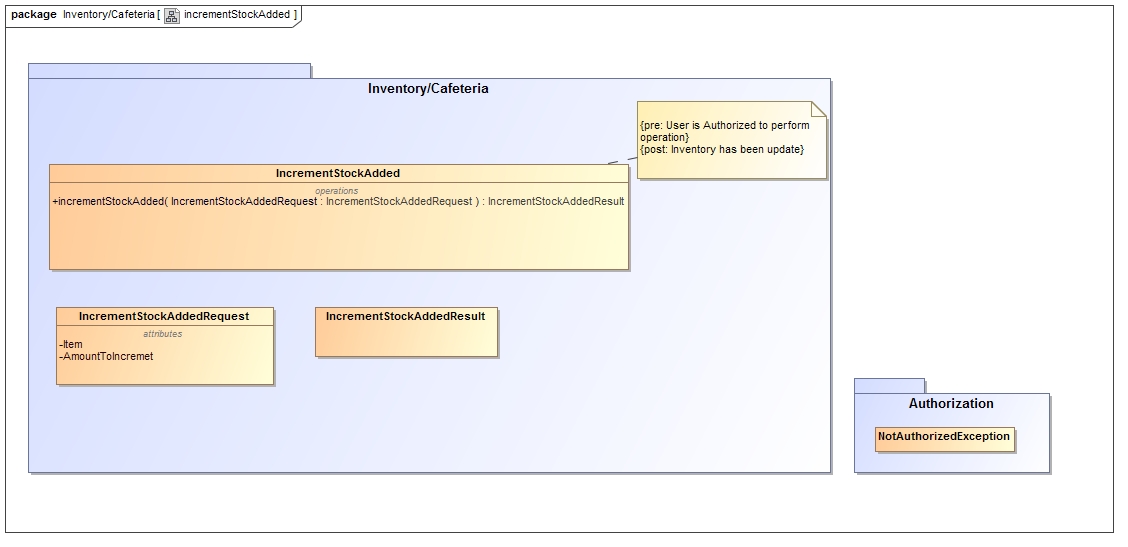 package Inventory/Cafeteria [ incrementStockAdded ]
Inventory/Cafeteria
{pre: User is Authorized to perform
operation}
{post: Inventory has been update}
IncrementStockAdded
operations
+incrementStockAdded( IncrementStockAddedRequest : IncrementStockAddedRequest ) : IncrementStockAddedResult
IncrementStockAddedRequest
attributes
-Item
-AmountToIncremet
IncrementStockAddedResult
Authorization
NotAuthorizedException